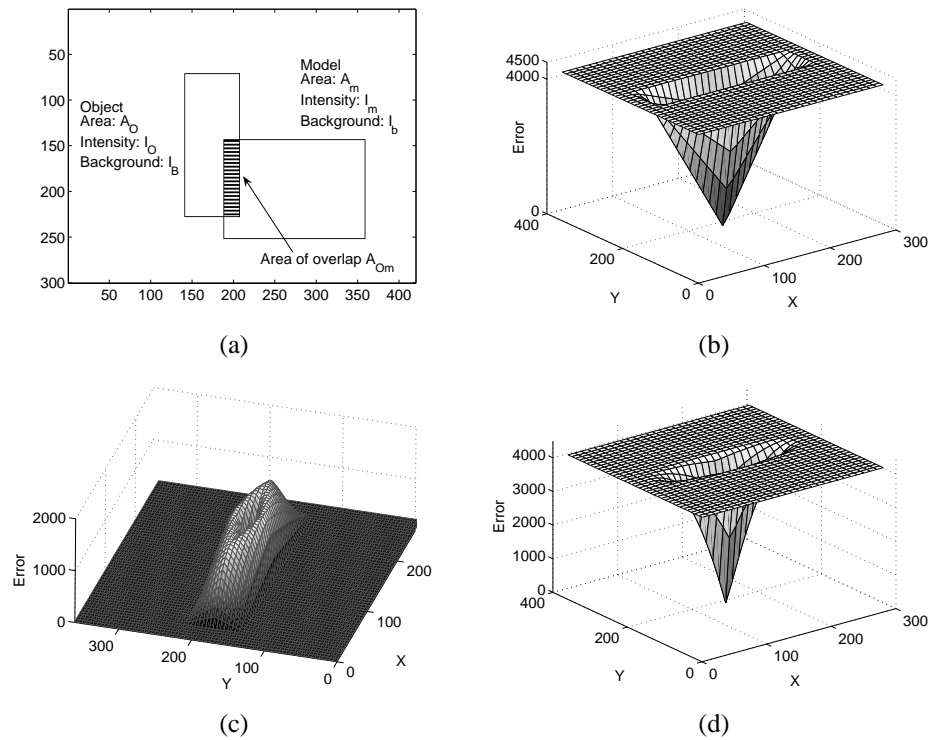 50
100
150
200
250
300
50 100 150 200 250 300 350 400
Object
Area: A_O
Intensity: I_O
Background: I_B
Model
Area: A_m
Intensity: I_m
Background: I_b
Area of overlap A_Om
(a)
4500
4000
0
Error
400
200
0
Y
0
100
200
300
X
(b)
2000
1000
0
Error
300
200
100
0
Y
0
100
200
X
(c)
4000
3000
2000
1000
0
Error
400
200
0
Y
0
100
200
300
X
(d)